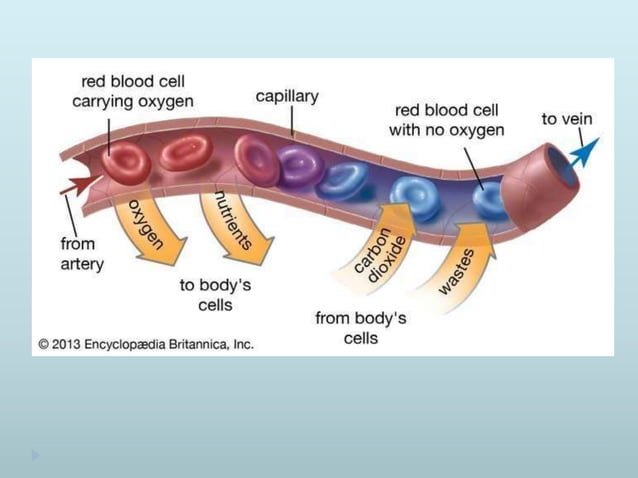 red blood cell
carrying oxygen
capillary
red blood cell
with no oxygen
to vein
from
artery
oxygen
nutrients
to body's
cells
carbon
dioxide
wastes
from body's
cells
© 2013 Encyclopædia Britannica, Inc.